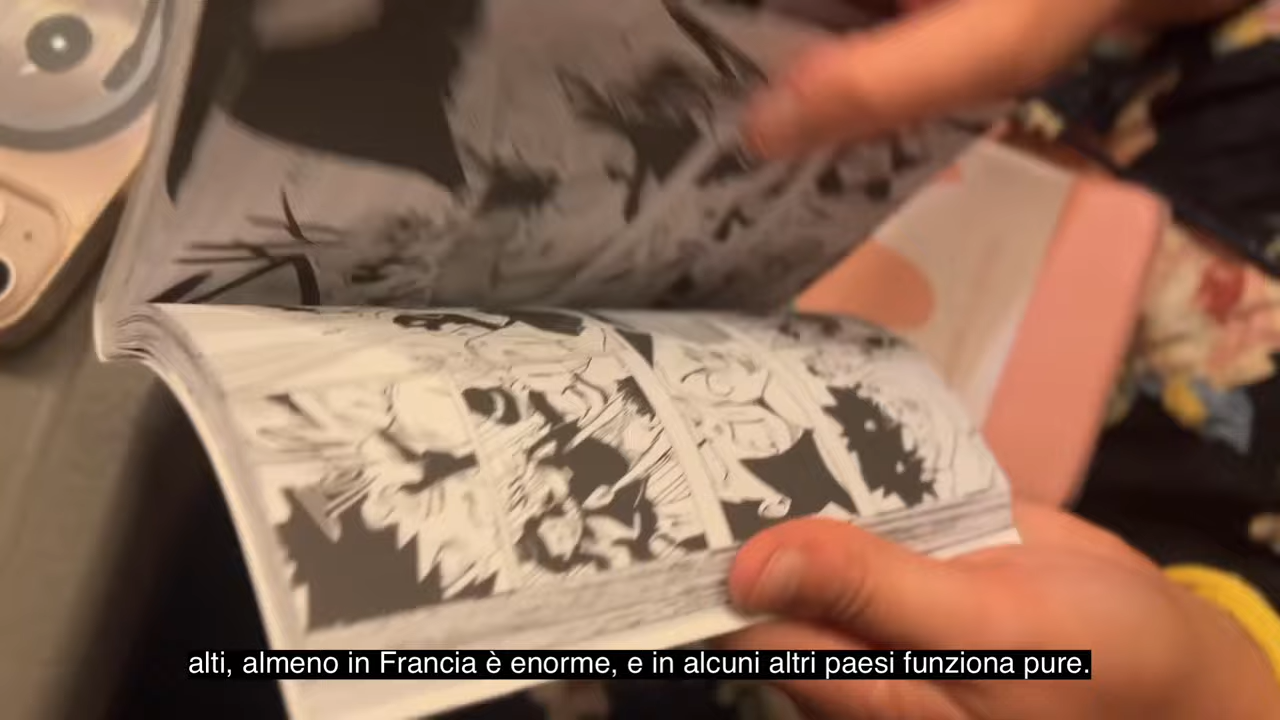 alti, almeno in Francia è enorme, e in alcuni altri paesi funziona pure.